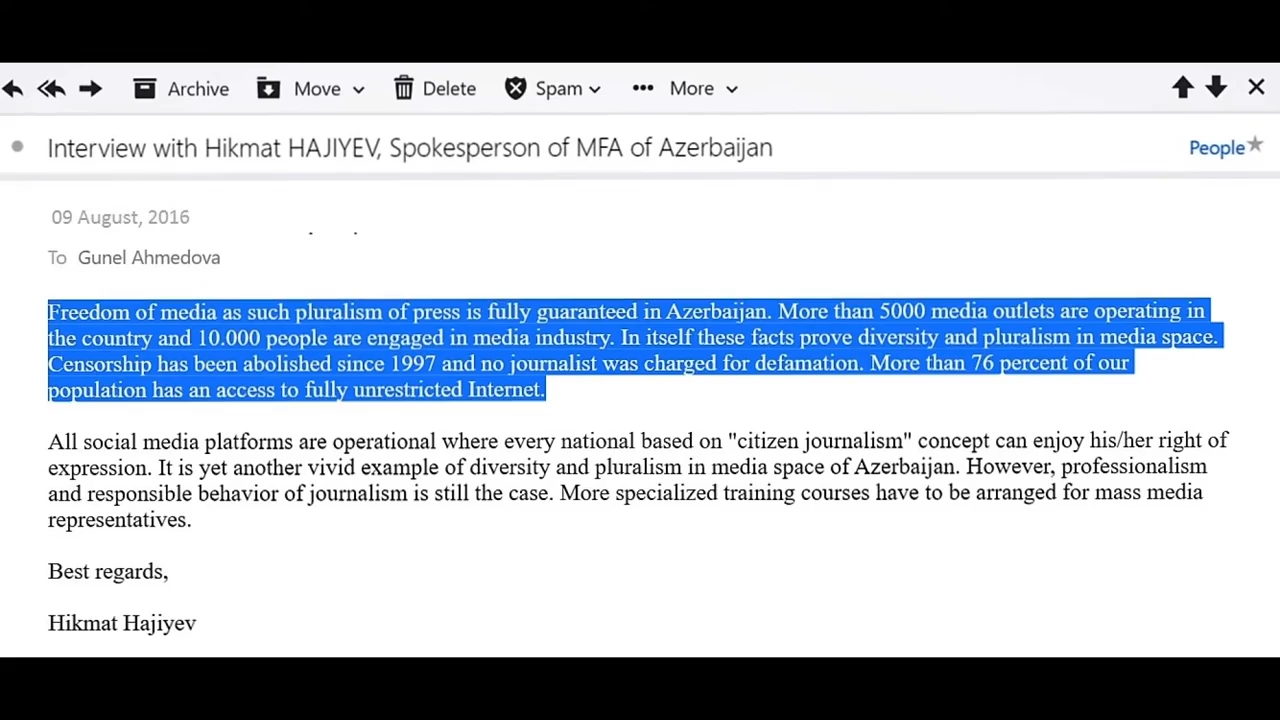 Archive Move Delete Spam More
Interview with Hikmat HAJIYEV, Spokesperson of MFA of Azerbaijan People
09 August, 2016
To Gunel Ahmedova
Freedom of media as such pluralism of press is fully guaranteed in Azerbaijan. More than 5000 media outlets are operating in
the country and 10.000 people are engaged in media industry. In itself these facts prove diversity and pluralism in media space.
Censorship has been abolished since 1997 and no journalist was charged for defamation. More than 76 percent of our
population has an access to fully unrestricted Internet.
All social media platforms are operational where every national based on "citizen journalism" concept can enjoy his/her right of
expression. It is yet another vivid example of diversity and pluralism in media space of Azerbaijan. However, professionalism
and responsible behavior of journalism is still the case. More specialized training courses have to be arranged for mass media
representatives.
Best regards,
Hikmat Hajiyev